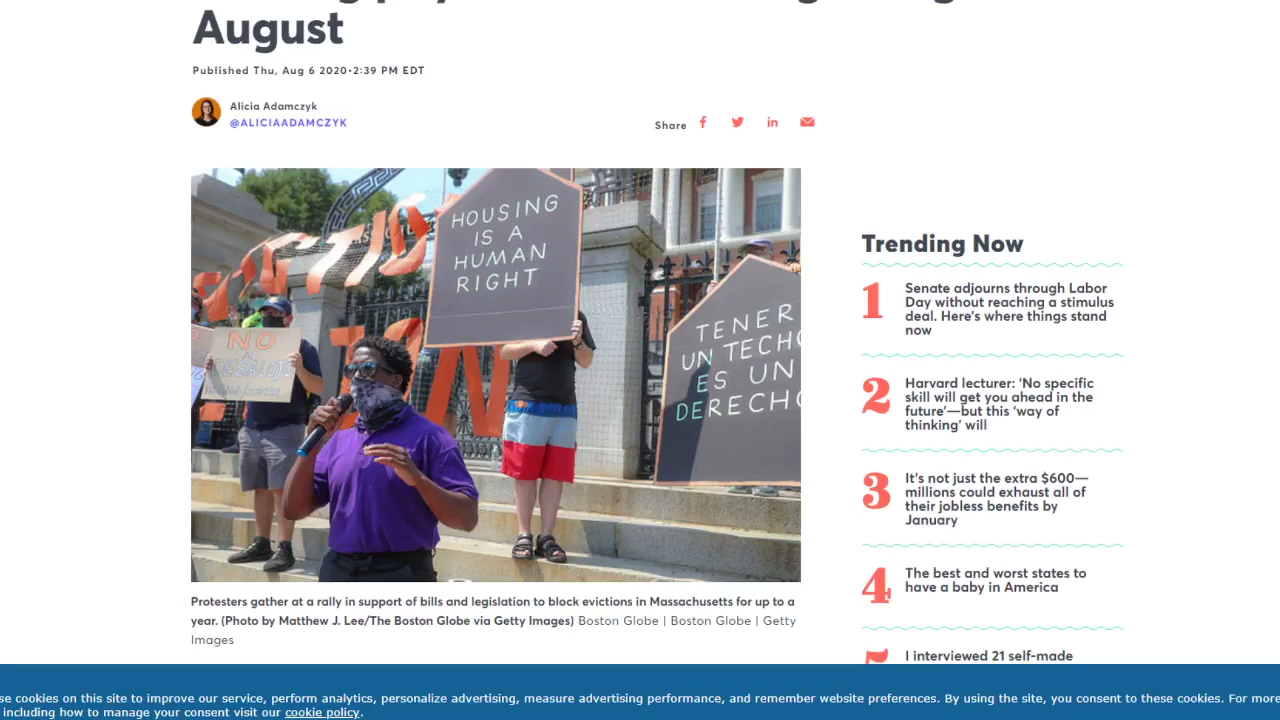 August
Published Thu, Aug 6 2020•2:39 PM EDT
Alicia Adamczyk
@ALICIAADAMCZYK
Share
HOUSING
IS A
HUMAN
RIGHT
TENER
UN TECHO
ES UN
DERECHO
NO
DESALOJO
Protesters gather at a rally in support of bills and legislation to block evictions in Massachusetts for up to a
year. (Photo by Matthew J. Lee/The Boston Globe via Getty Images) Boston Globe | Boston Globe | Getty
Images
Trending Now
1
Senate adjourns through Labor
Day without reaching a stimulus
deal. Here's where things stand
now
2
Harvard lecturer: 'No specific
skill will get you ahead in the
future'—but this 'way of
thinking' will
3
It's not just the extra $600—
millions could exhaust all of
their jobless benefits by
January
4
The best and worst states to
have a baby in America
5
I interviewed 21 self-made
se cookies on this site to improve our service, perform analytics, personalize advertising, measure advertising performance, and remember website preferences. By using the site, you consent to these cookies. For more
including how to manage your consent visit our cookie policy.